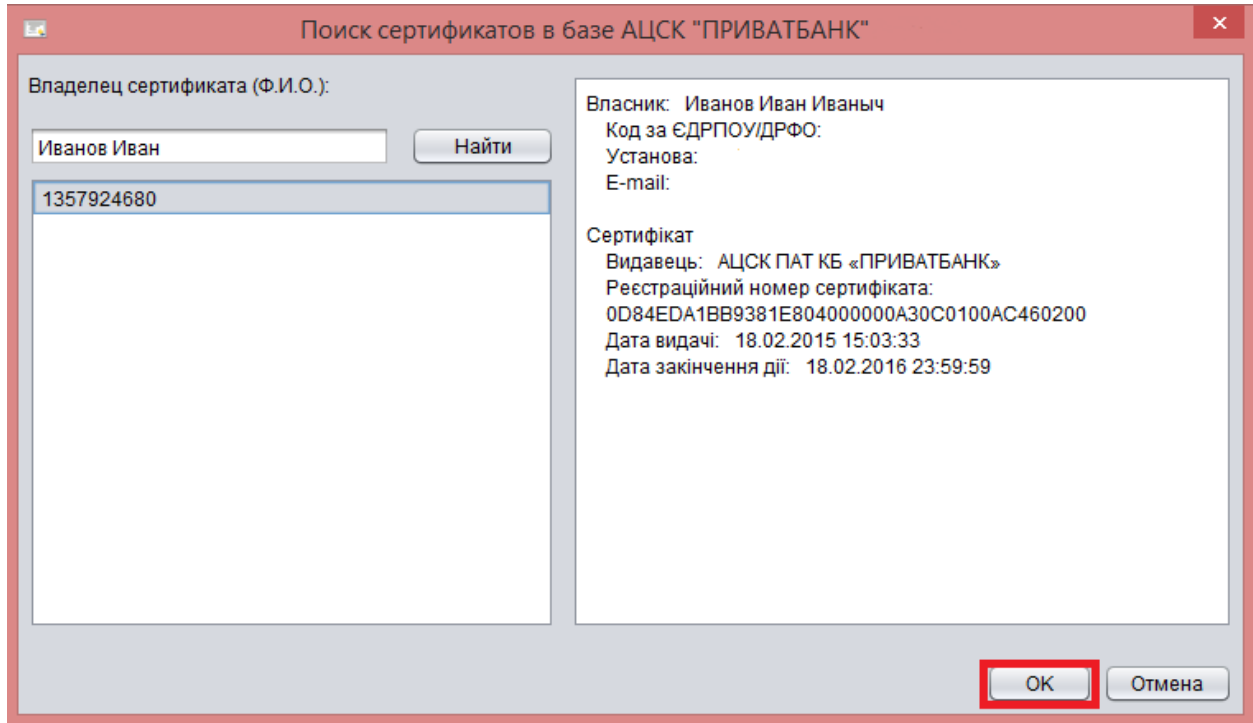 Поиск сертификатов в базе АЦСК "ПРИВАТБАНК"
Владелец сертификата (Ф.И.О.):
Иванов Иван
Найти
1357924680
Власник: Иванов Иван Иваныч
Код за ЄДРПОУ/ДРФО:
Установа:
E-mail:
Сертифікат
Видавець: АЦСК ПАТ КБ «ПРИВАТБАНК»
Реєстраційний номер сертифіката:
0D84EDA1BB9381E804000000A30C0100AC460200
Дата видачі: 18.02.2015 15:03:33
Дата закінчення дії: 18.02.2016 23:59:59
OK
Отмена